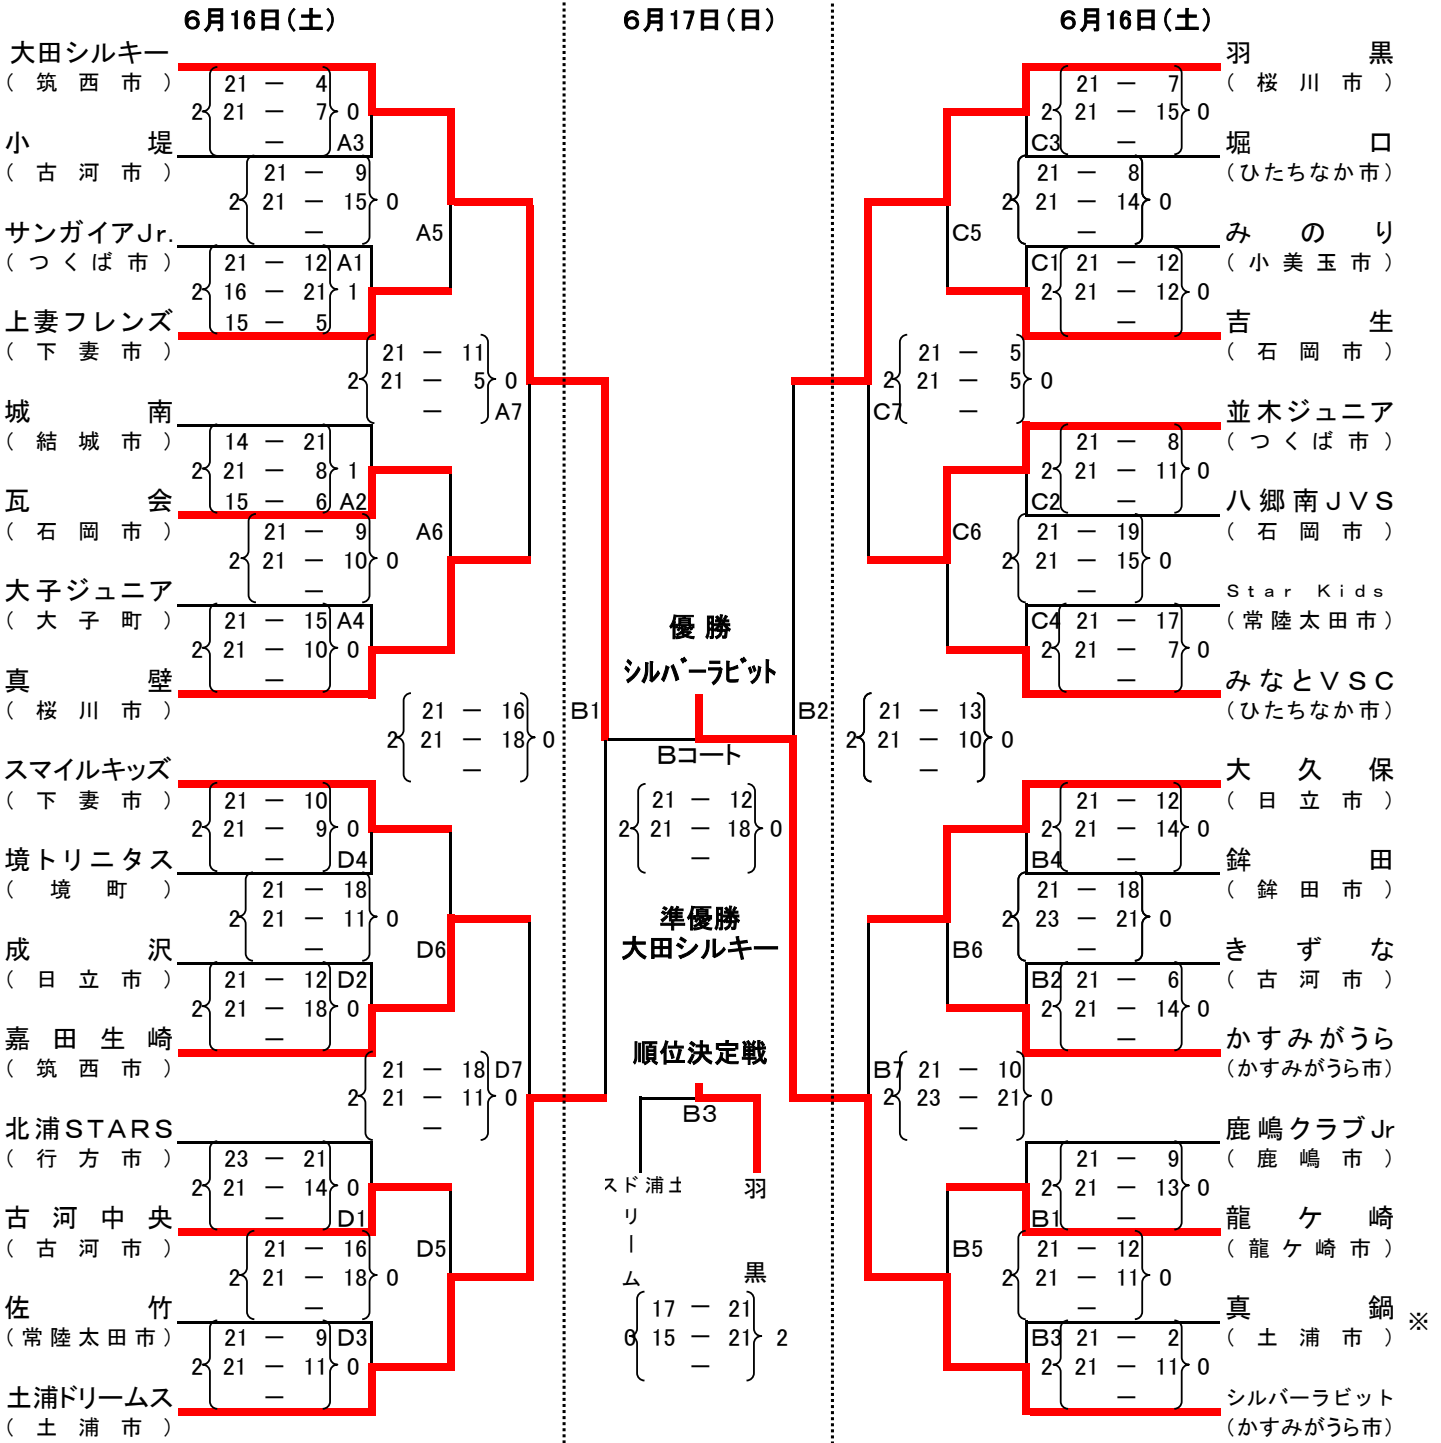 6月16日(土)
6月17日(日)
6月16日(土)
大田シルキー
(筑西市)
21 － 4
2 21 － 7 0
－
A3
小堤
(古河市)
21 － 9
2 21 － 15 0
－
A5
サンガイアJr.
(つくば市)
21 － 12 A1
2 16 － 21 1
15 － 5
上妻フレンズ
(下妻市)
21 － 11
2 21 － 5 0
－
A7
城南
(結城市)
14 － 21
2 21 － 8 1
15 － 6 A2
瓦会
(石岡市)
21 － 9
2 21 － 10 0
－
A6
大子ジュニア
(大子町)
21 － 15 A4
2 21 － 10 0
－
真壁
(桜川市)
21 － 16
2 21 － 18 0
－
B1
スマイルキッズ
(下妻市)
21 － 10
2 21 － 9 0
－
D4
境トリニタス
(境町)
21 － 18
2 21 － 11 0
－
D6
成沢
(日立市)
21 － 12 D2
2 21 － 18 0
－
嘉田生崎
(筑西市)
21 － 18 D7
2 21 － 11 0
－
北浦STARS
(行方市)
23 － 21
2 21 － 14 0
－
D1
古河中央
(古河市)
21 － 16
2 21 － 18 0
－
D5
佐竹
(常陸太田市)
21 － 9 D3
2 21 － 11 0
－
土浦ドリームス
(土浦市)
優勝
シルバーラビット
Bコート
21 － 12
2 21 － 18 0
－
準優勝
大田シルキー
順位決定戦
B3
土浦ドリームス
羽黒
17 － 21
0 15 － 21 2
－
羽黒
(桜川市)
21 － 7
2 21 － 15 0
－
C3
堀口
(ひたちなか市)
21 － 8
2 21 － 14 0
－
C5
みのり
(小美玉市)
C1 21 － 12
2 21 － 12 0
－
吉生
(石岡市)
21 － 5
2 21 － 5 0
－
C7
並木ジュニア
(つくば市)
21 － 8
2 21 － 11 0
－
C2
八郷南JVS
(石岡市)
21 － 19
2 21 － 15 0
－
C6
Star Kids
(常陸太田市)
C4 21 － 17
2 21 － 7 0
－
みなとVSC
(ひたちなか市)
B2
21 － 13
2 21 － 10 0
－
大久保
(日立市)
21 － 12
2 21 － 14 0
－
B4
鉾田
(鉾田市)
21 － 18
2 23 － 21 0
－
B6
きずな
(古河市)
B2 21 － 6
2 21 － 14 0
－
かすみがうら
(かすみがうら市)
B7 21 － 10
2 23 － 21 0
－
鹿嶋クラブJr
(鹿嶋市)
21 － 9
2 21 － 13 0
－
B1
龍ケ崎
(龍ケ崎市)
21 － 12
2 21 － 11 0
－
B5
真鍋
(土浦市)
※
B3 21 － 2
2 21 － 11 0
－
シルバーラビット
(かすみがうら市)